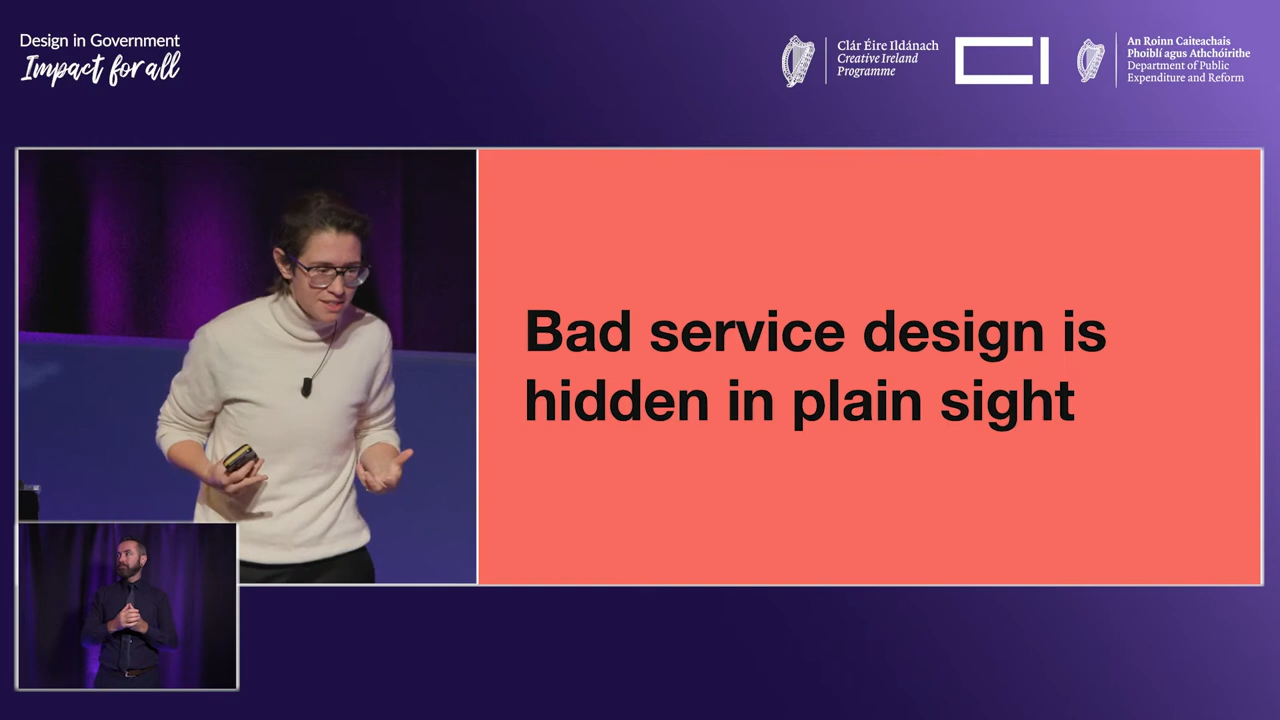 Design in Government
Impact for all
Clár Éire Ildánach
Creative Ireland
Programme
An Roinn Caiteachais
Phoiblí agus Athchóirithe
Department of Public
Expenditure and Reform
Bad service design is
hidden in plain sight